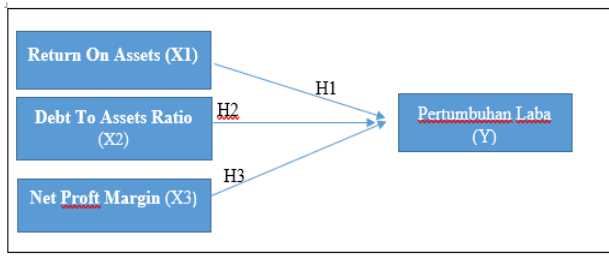 Return On Assets (X1)
H1
Debt To Assets Ratio
(X2)
H2
Pertumbuhan Laba
(Y)
H3
Net Proft Margin (X3)